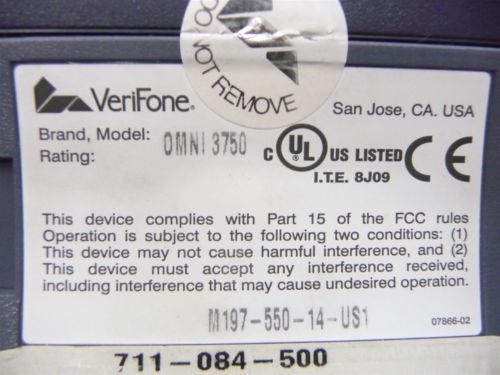 DO NOT REMOVE
VeriFone®
San Jose, CA. USA
Brand, Model: OMNI 3750
Rating:
C UL US LISTED CE
I.T.E. 8J09
This device complies with Part 15 of the FCC rules
Operation is subject to the following two conditions: (1)
This device may not cause harmful interference, and (2)
This device must accept any interference received,
including interference that may cause undesired operation.
M197-550-14-US1
07866-02
711-084-500